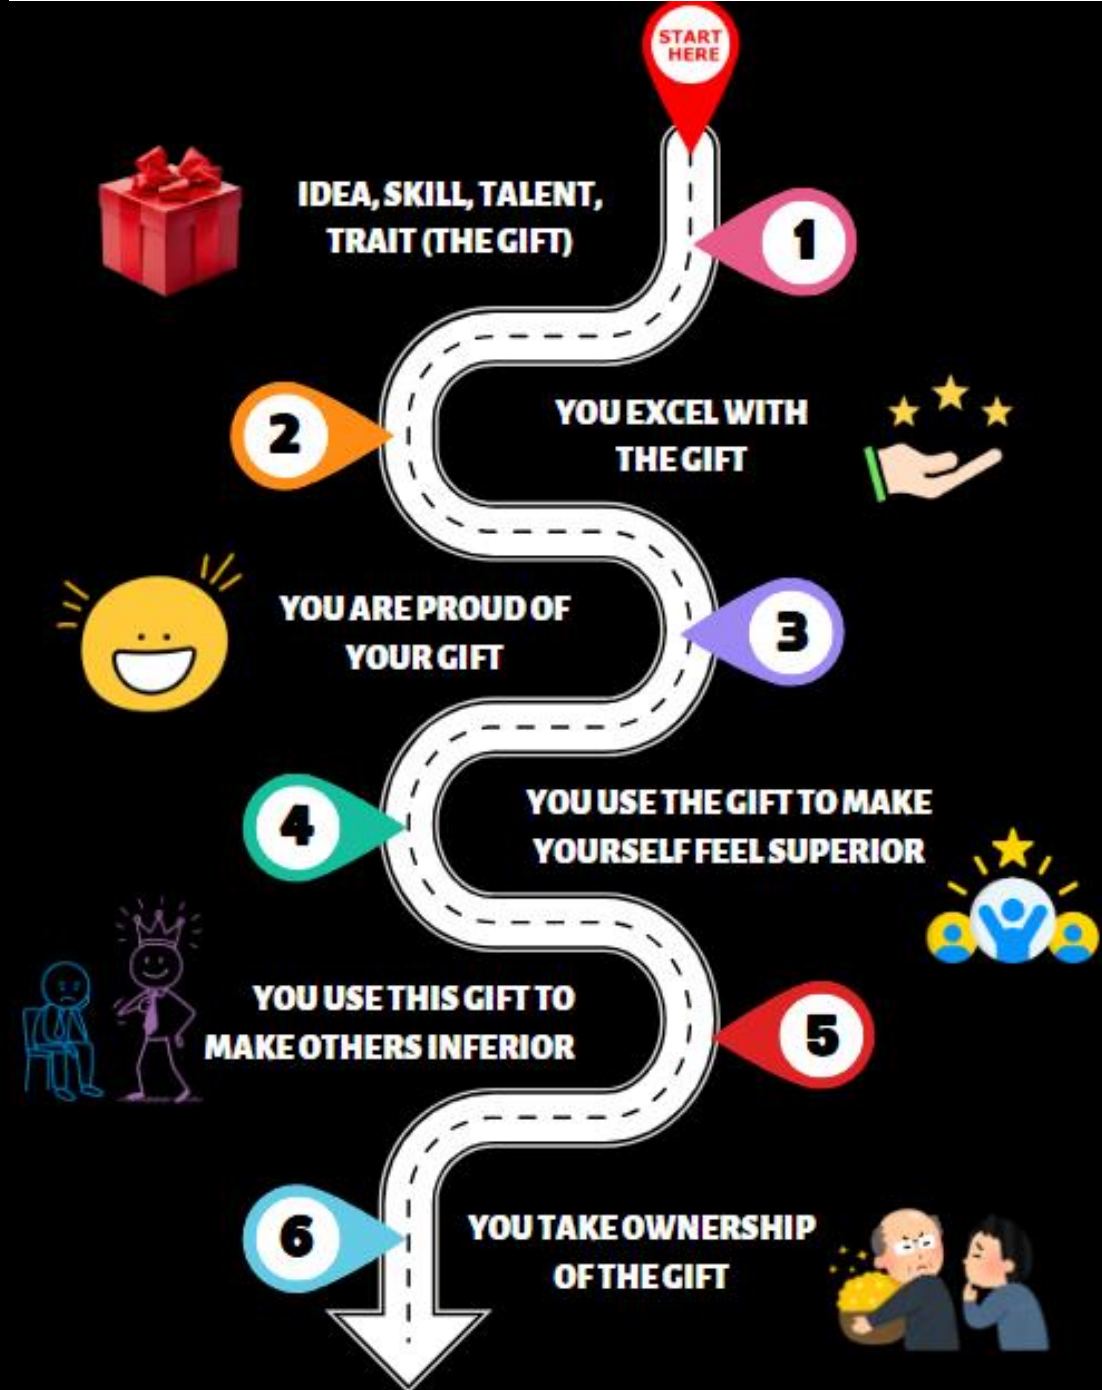 START
HERE
1
IDEA, SKILL, TALENT,
TRAIT (THE GIFT)
2
YOU EXCEL WITH
THE GIFT
3
YOU ARE PROUD OF
YOUR GIFT
4
YOU USE THE GIFT TO MAKE
YOURSELF FEEL SUPERIOR
5
YOU USE THIS GIFT TO
MAKE OTHERS INFERIOR
6
YOU TAKE OWNERSHIP
OF THE GIFT